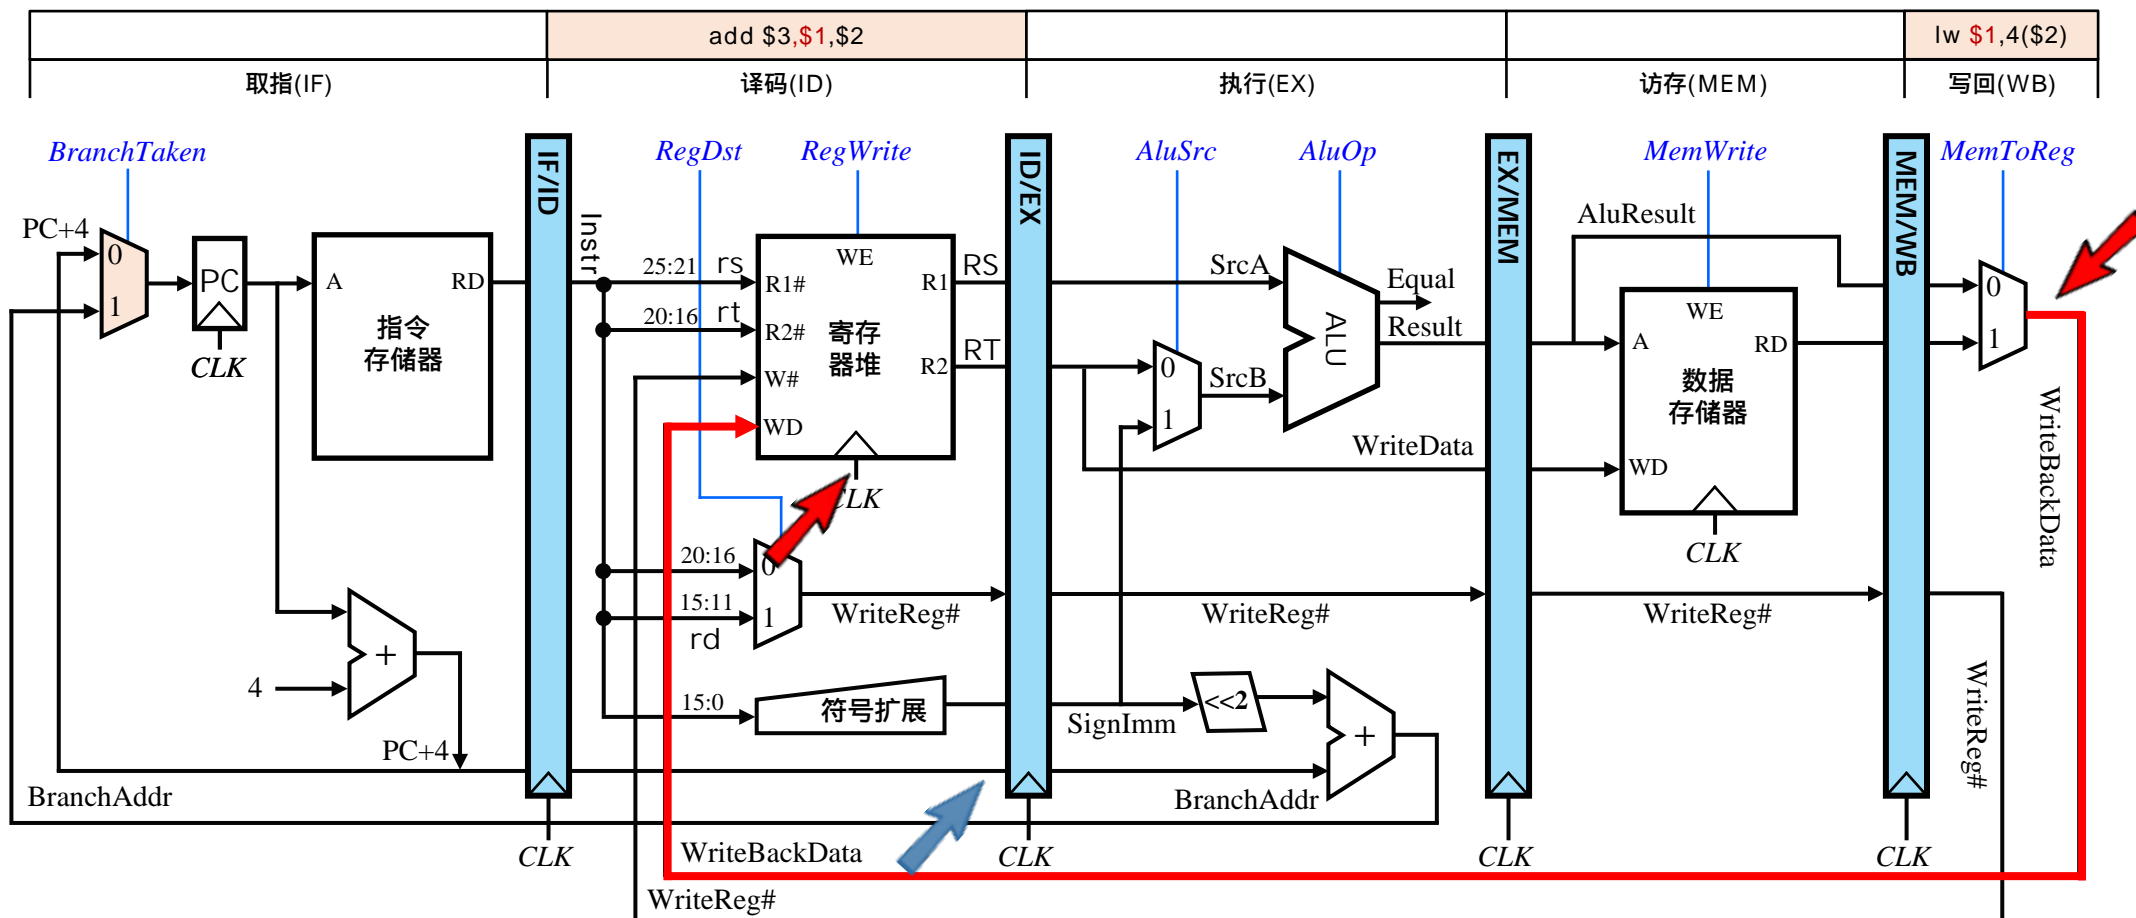 add $3,$1,$2
lw $1,4($2)
取指(IF)
译码(ID)
执行(EX)
访存(MEM)
写回(WB)
BranchTaken
RegDst
RegWrite
AluSrc
AluOp
MemWrite
MemToReg
IF/ID
ID/EX
EX/MEM
MEM/WB
PC+4
0
1
PC
CLK
A
RD
指令
存储器
Instr
25:21
rs
20:16
rt
WE
R1#
R2#
W#
WD
R1
R2
寄存
器堆
CLK
RS
RT
SrcA
0
1
SrcB
ALU
Equal
Result
WriteData
AluResult
WE
A
RD
数据
存储器
WD
CLK
0
1
WriteBackData
20:16
15:11
rd
0
1
WriteReg#
WriteReg#
WriteReg#
WriteReg#
4
+
PC+4
15:0
符号扩展
SignImm
<<2
+
BranchAddr
BranchAddr
CLK
CLK
CLK
CLK
WriteBackData
WriteReg#